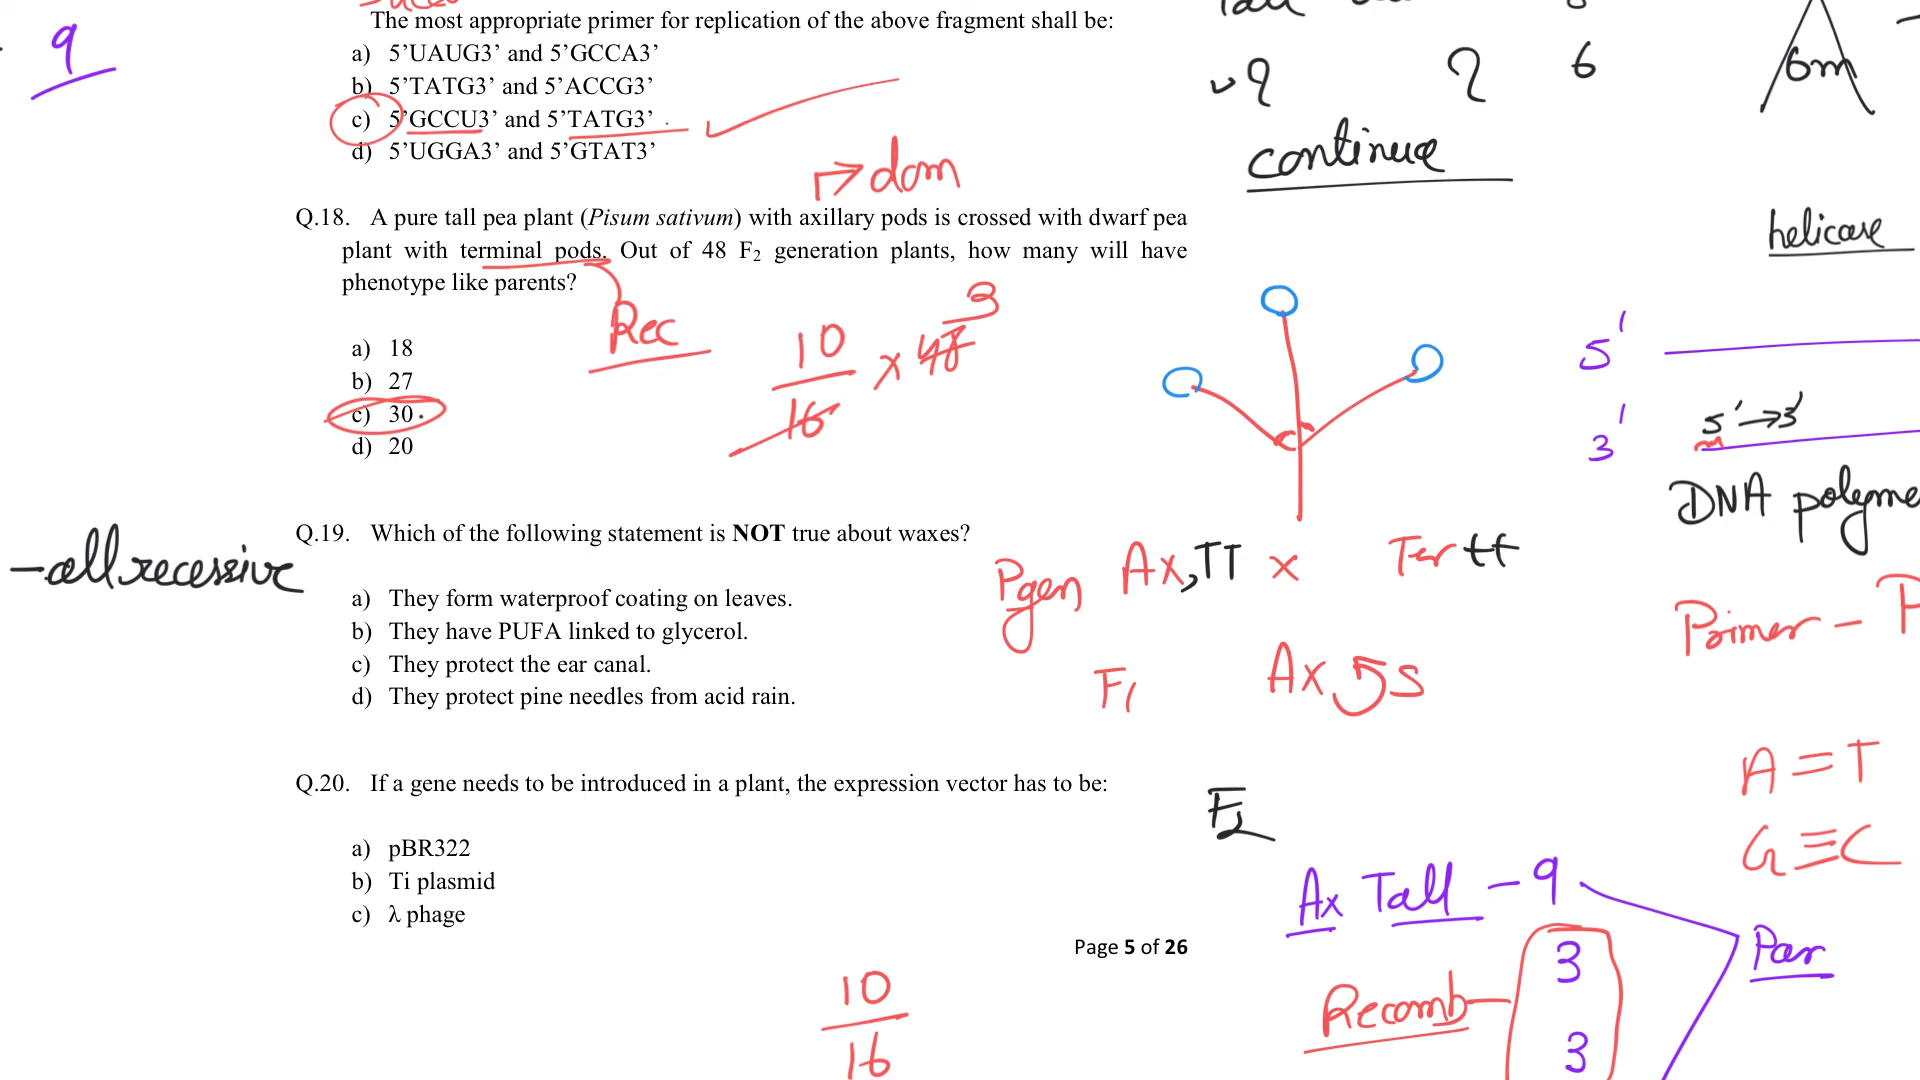 The most appropriate primer for replication of the above fragment shall be:
a) 5’UAUG3’ and 5’GCCA3’
b) 5’TATG3’ and 5’ACCG3’
c) 5’GCCU3’ and 5’TATG3’
d) 5’UGGA3’ and 5’GTAT3’
9
dom
Q.18. A pure tall pea plant (Pisum sativum) with axillary pods is crossed with dwarf pea
plant with terminal pods. Out of 48 F2 generation plants, how many will have
phenotype like parents?
a) 18
b) 27
c) 30
d) 20
Rec
10
16
× 48
3
Q.19. Which of the following statement is NOT true about waxes?
a) They form waterproof coating on leaves.
b) They have PUFA linked to glycerol.
c) They protect the ear canal.
d) They protect pine needles from acid rain.
-all recessive
Q.20. If a gene needs to be introduced in a plant, the expression vector has to be:
a) pBR322
b) Ti plasmid
c) λ phage
Page 5 of 26
10
16
9
6
6m
continue
helicase
5'
3'
5'→3'
DNA polyme
Primer - P
Pgen Ax, TT × Ter tt
F1 Ax
F2
A=T
G≡C
Ax Tall - 9
3
Par
Recomb
3